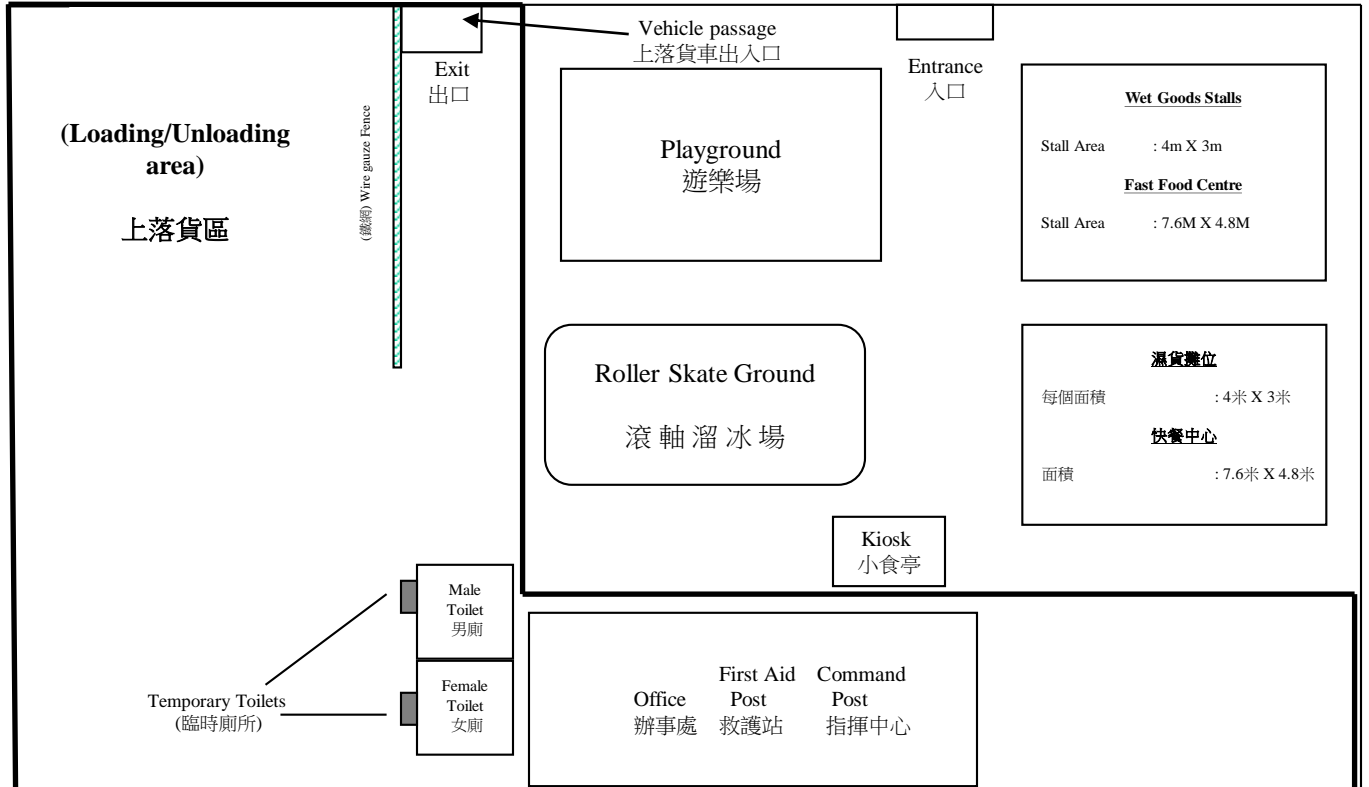 Vehicle passage
上落貨車出入口
Exit
出口
Entrance
入口
(Loading/Unloading
area)
上落貨區
(鐵網) Wire gauze Fence
Playground
遊樂場
Wet Goods Stalls
Stall Area : 4m X 3m
Fast Food Centre
Stall Area : 7.6M X 4.8M
Roller Skate Ground
滾軸溜冰場
濕貨攤位
每個面積 : 4米 X 3米
快餐中心
面積 : 7.6米 X 4.8米
Kiosk
小食亭
Male
Toilet
男廁
Female
Toilet
女廁
Temporary Toilets
(臨時廁所)
Office
辦事處
First Aid
Post
救護站
Command
Post
指揮中心